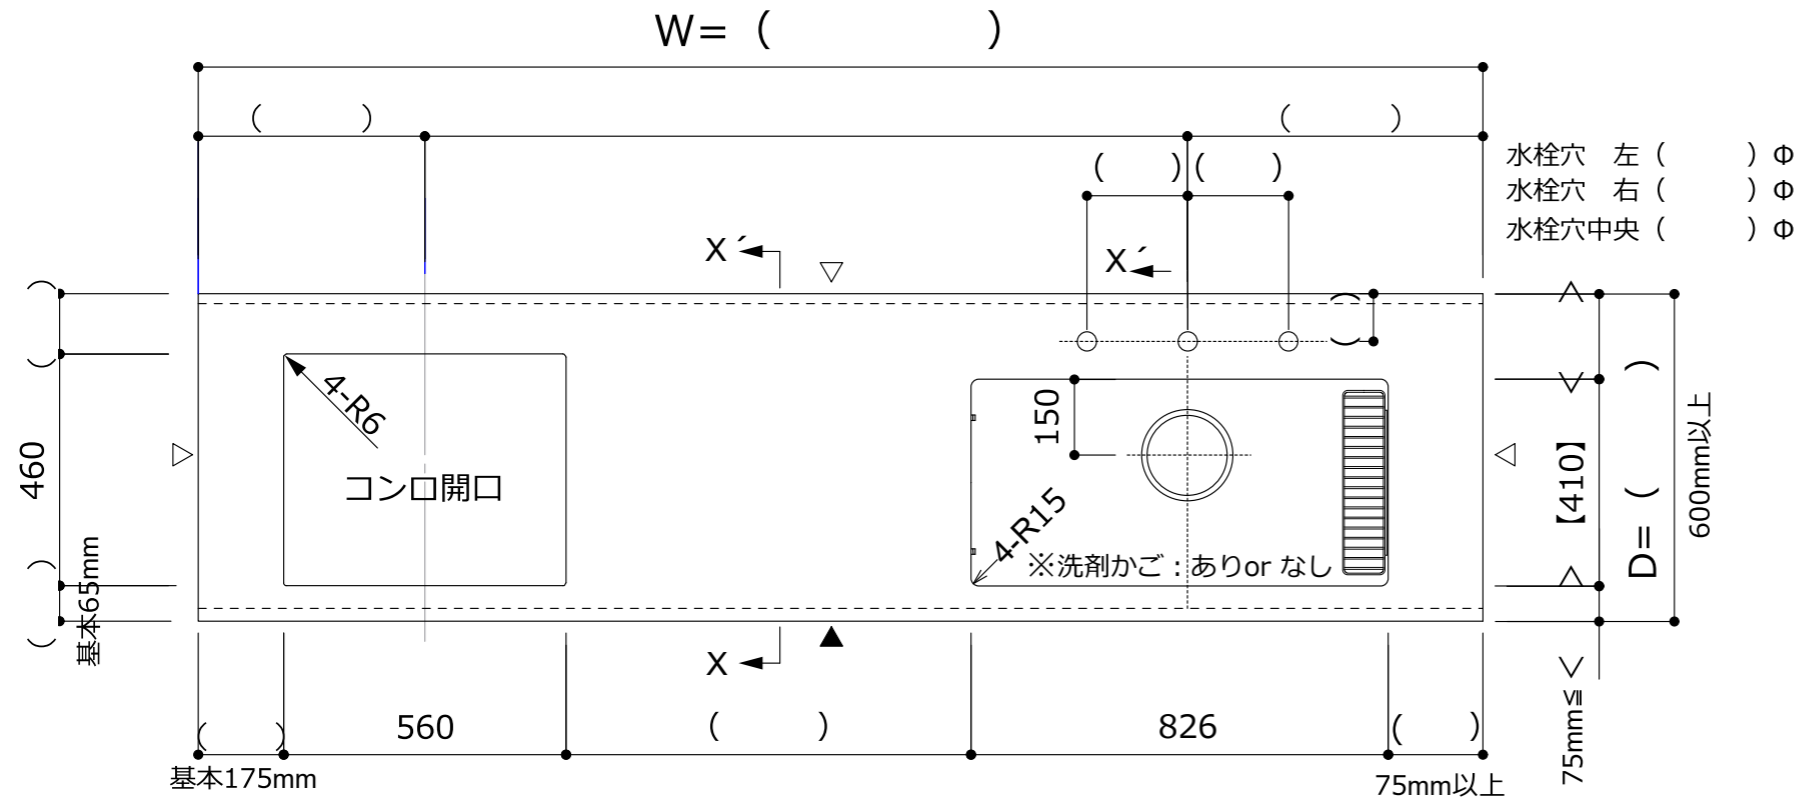 W=（　　　）
（　　）
（　　）
（　　）（　　）
水栓穴　左（　　　）Φ
水栓穴　右（　　　）Φ
水栓穴中央（　　　）Φ
X´
X´
（　　）
（　　）
4-R6
460
コンロ開口
150
4-R15
※洗剤かご：ありor なし
【410】
D=（　　　）
600mm以上
（　　）
基本65mm
X
75mm≦
（　　）
560
（　　）
826
（　　）
基本175mm
75mm以上